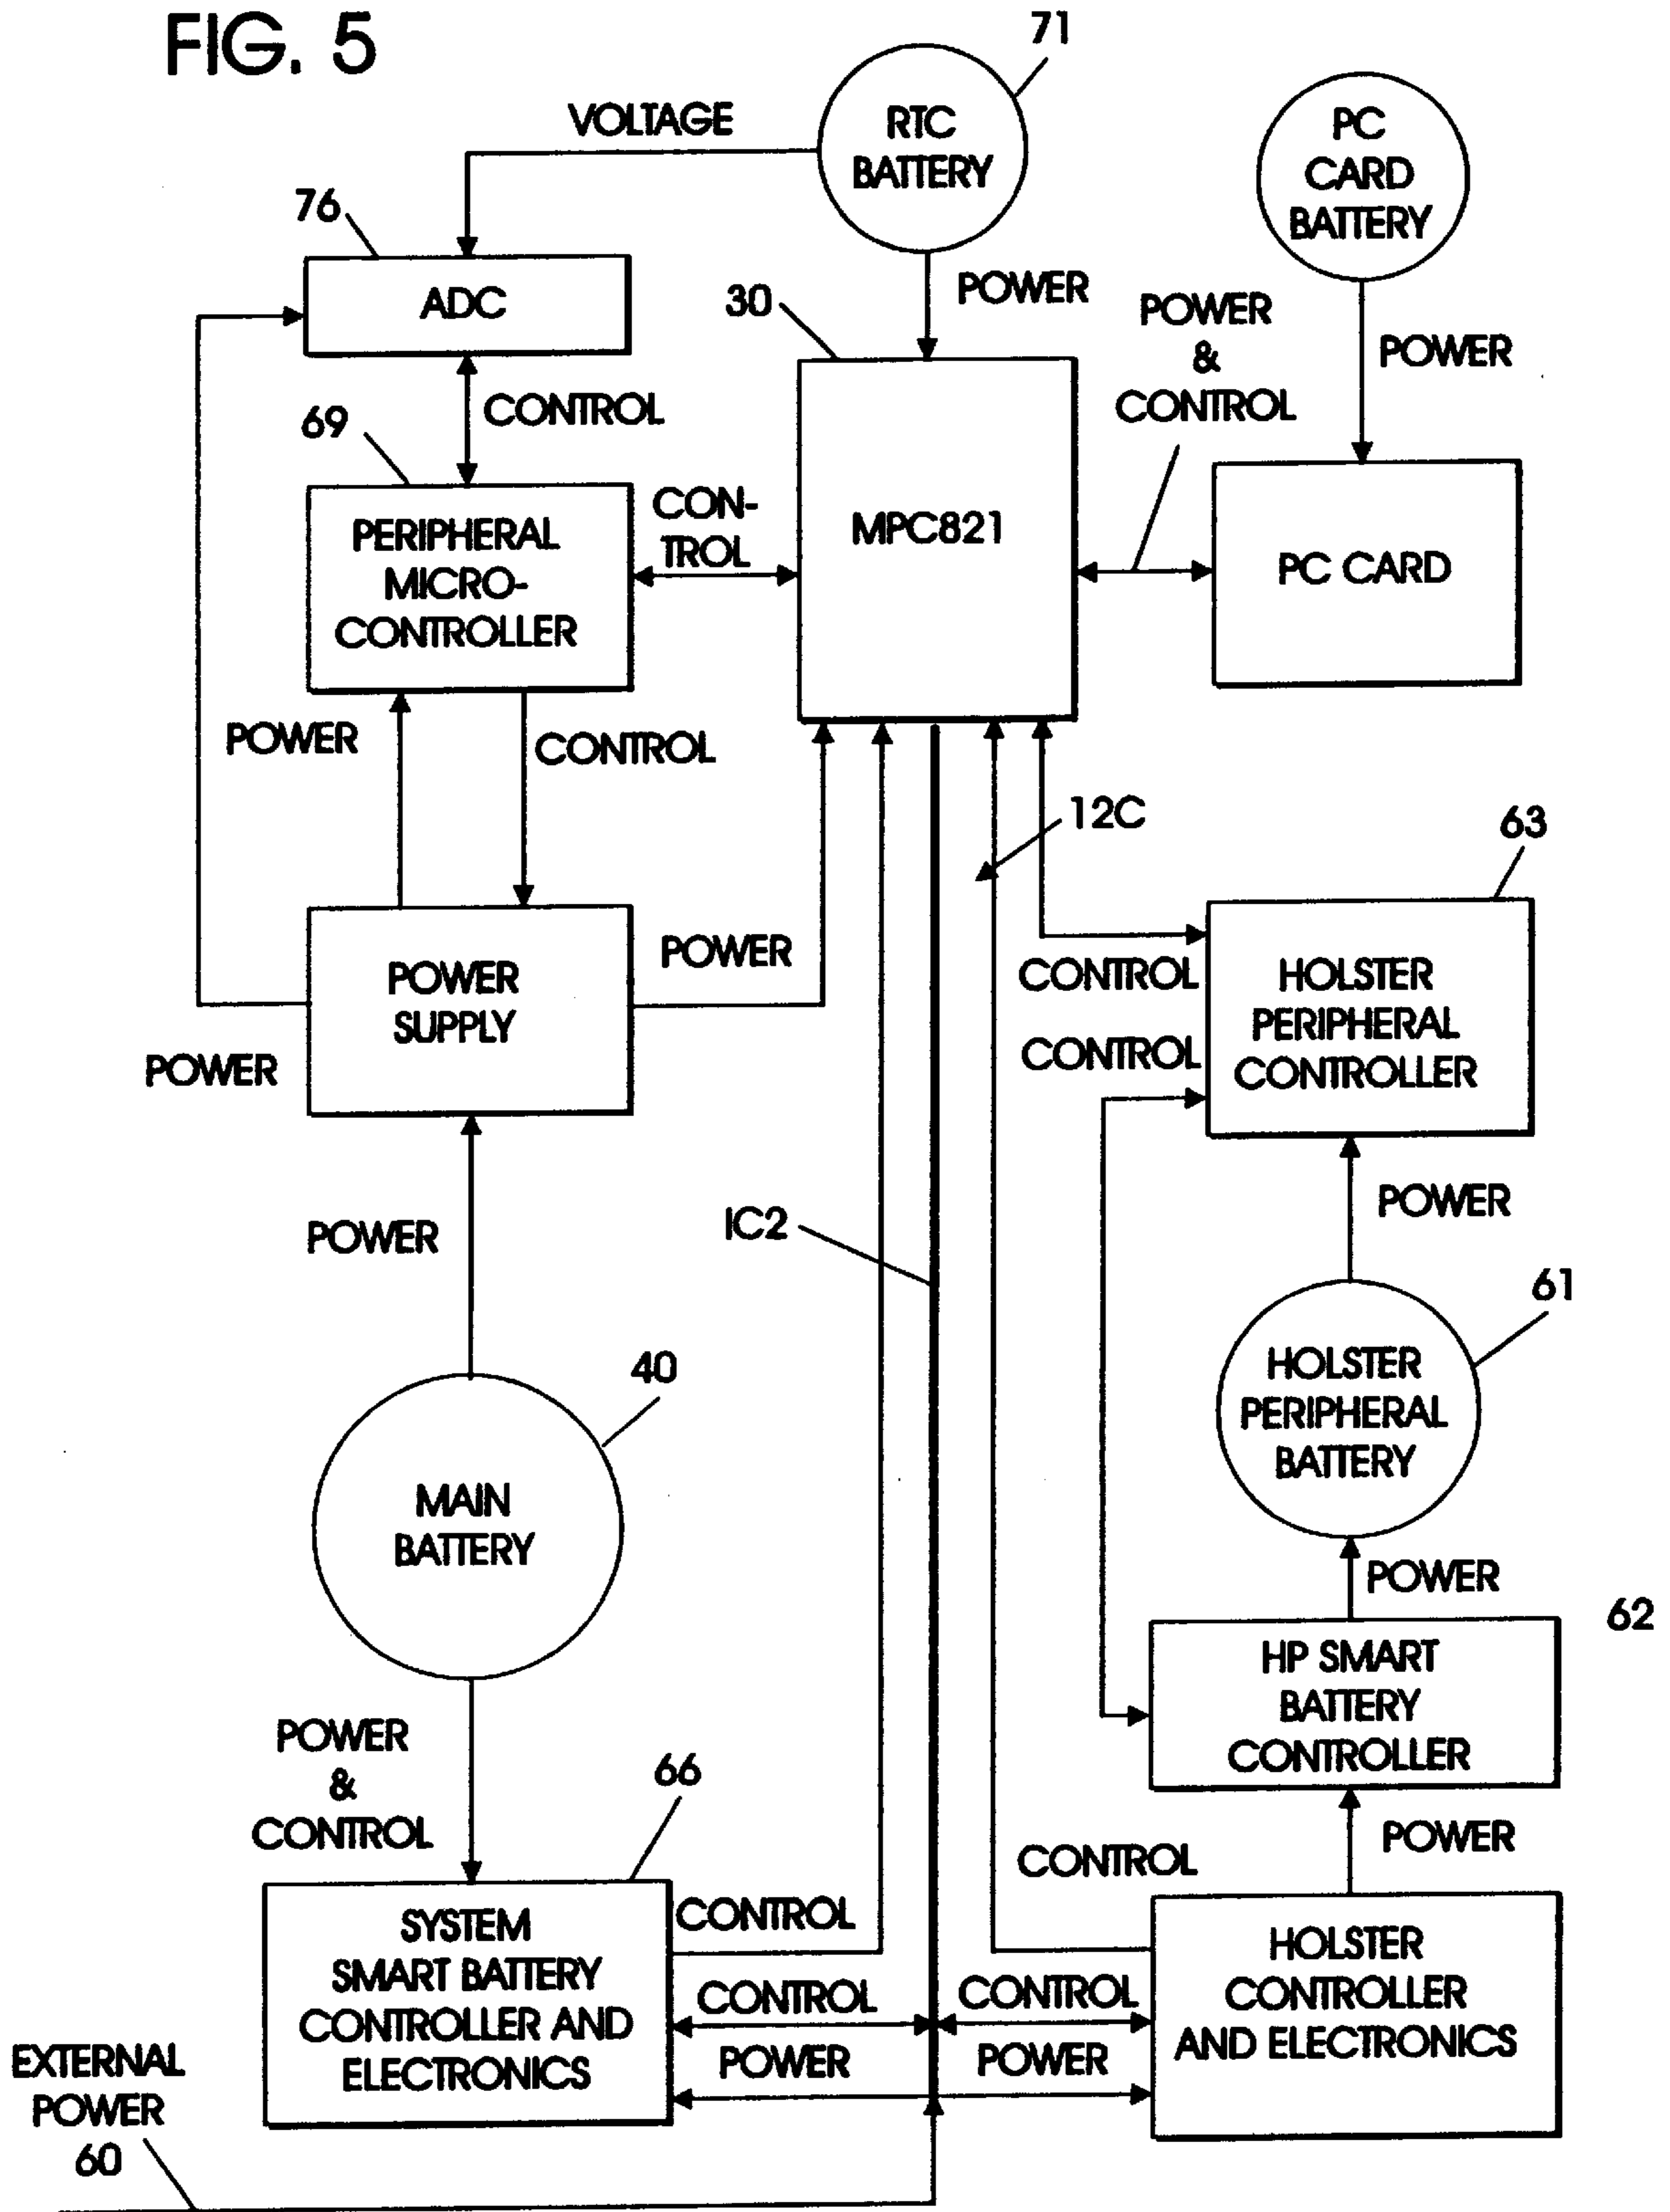 FIG. 5
71
RTC
BATTERY
PC
CARD
BATTERY
VOLTAGE
76
ADC
POWER
30
POWER
&
CONTROL
POWER
CONTROL
69
PERIPHERAL
MICRO-
CONTROLLER
CON-
TROL
MPC821
PC CARD
POWER
CONTROL
12C
63
POWER
SUPPLY
POWER
POWER
CONTROL
CONTROL
HOLSTER
PERIPHERAL
CONTROLLER
POWER
IC2
POWER
61
40
HOLSTER
PERIPHERAL
BATTERY
MAIN
BATTERY
POWER
62
HP SMART
BATTERY
CONTROLLER
POWER
&
CONTROL
66
POWER
CONTROL
SYSTEM
SMART BATTERY
CONTROLLER AND
ELECTRONICS
CONTROL
CONTROL
POWER
CONTROL
POWER
HOLSTER
CONTROLLER
AND ELECTRONICS
EXTERNAL
POWER
60